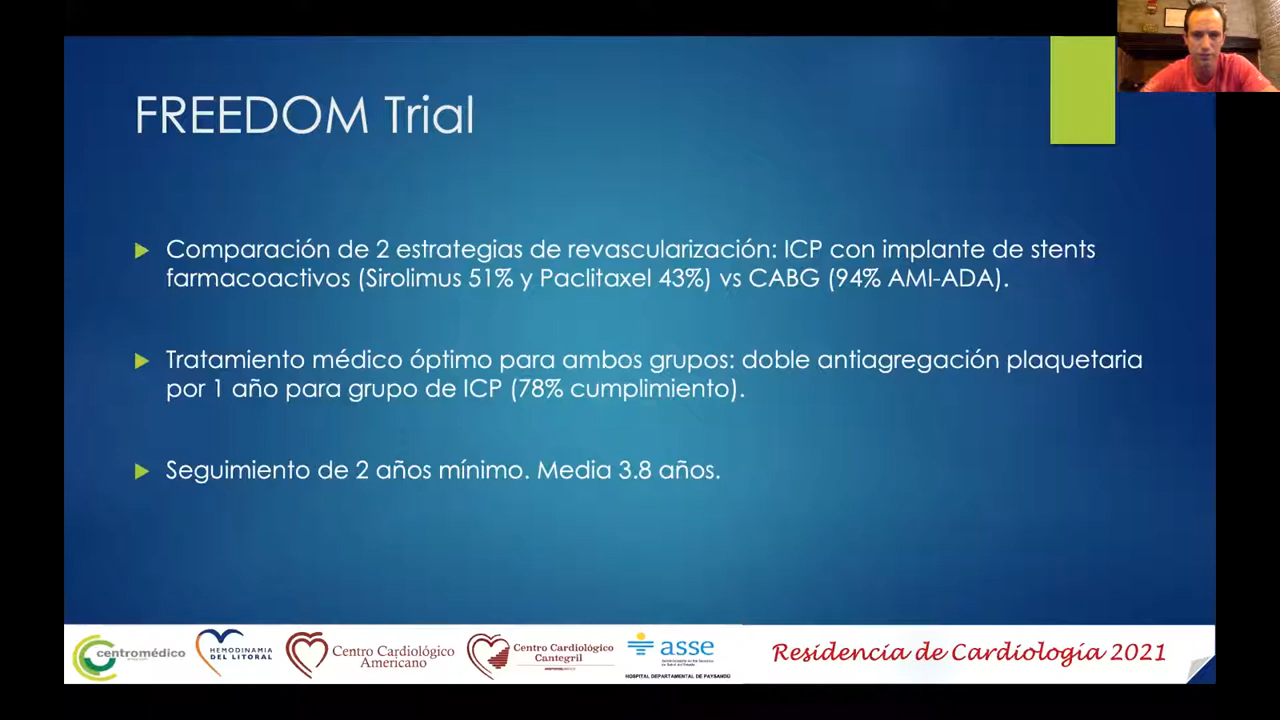 FREEDOM Trial
Comparación de 2 estrategias de revascularización: ICP con implante de stents
farmacoactivos (Sirolimus 51% y Paclitaxel 43%) vs CABG (94% AMI-ADA).
Tratamiento médico óptimo para ambos grupos: doble antiagregación plaquetaria
por 1 año para grupo de ICP (78% cumplimiento).
Seguimiento de 2 años mínimo. Media 3.8 años.
centromédico
HEMODINAMIA
DEL LITORAL
Centro Cardiológico
Americano
Centro Cardiológico
Cantegril
asse
HOSPITAL DEPARTAMENTAL DE PAYSANDÚ
Residencia de Cardiología 2021